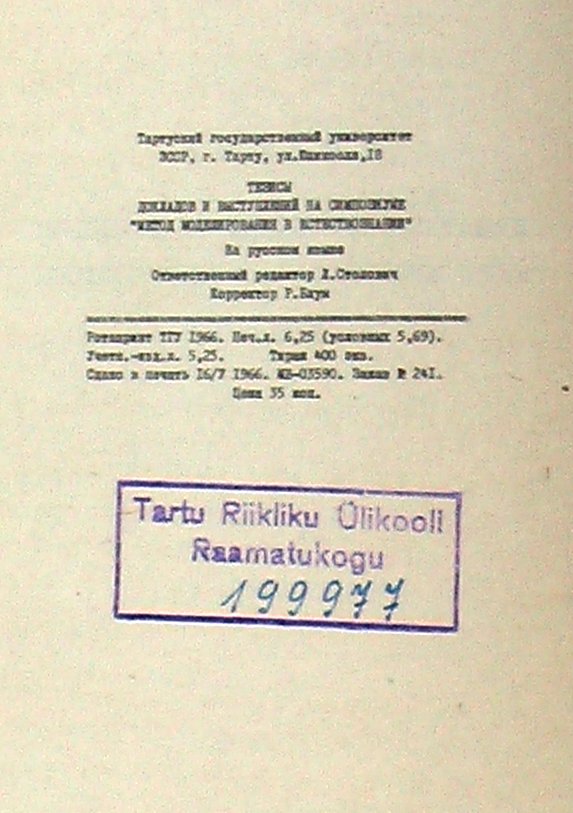 Тартуский государственный университет
ЭССР, г. Тарту, ул. Юликооли, 18
ТЕЗИСЫ
ДОКЛАДОВ И ВЫСТУПЛЕНИЙ НА СИМПОЗИУМЕ
"МЕТОД МОДЕЛИРОВАНИЯ В ЕСТЕСТВОЗНАНИИ"
На русском языке
Ответственный редактор Л.Столович
Корректор Р.Блум
Ротапринт ТГУ 1966. Печ.л. 6,25 (условных 5,69).
Учетн.-изд.л. 5,25. Тираж 400 экз.
Сдано в печать 16/У 1966. МВ-03590. Заказ № 241.
Цена 35 коп.
Tartu Riikliku Ülikooli
Raamatukogu
199977